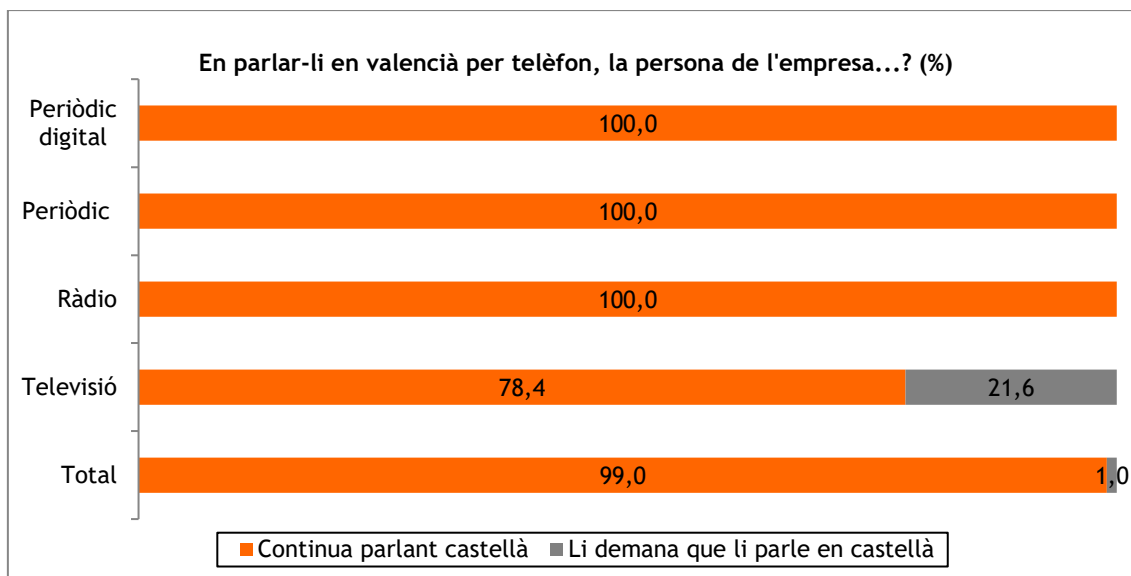 En parlar-li en valencià per telèfon, la persona de l'empresa...? (%)
Periòdic
digital
100,0
Periòdic
100,0
Ràdio
100,0
Televisió
78,4
21,6
Total
99,0
1,0
Continua parlant castellà
Li demana que li parle en castellà